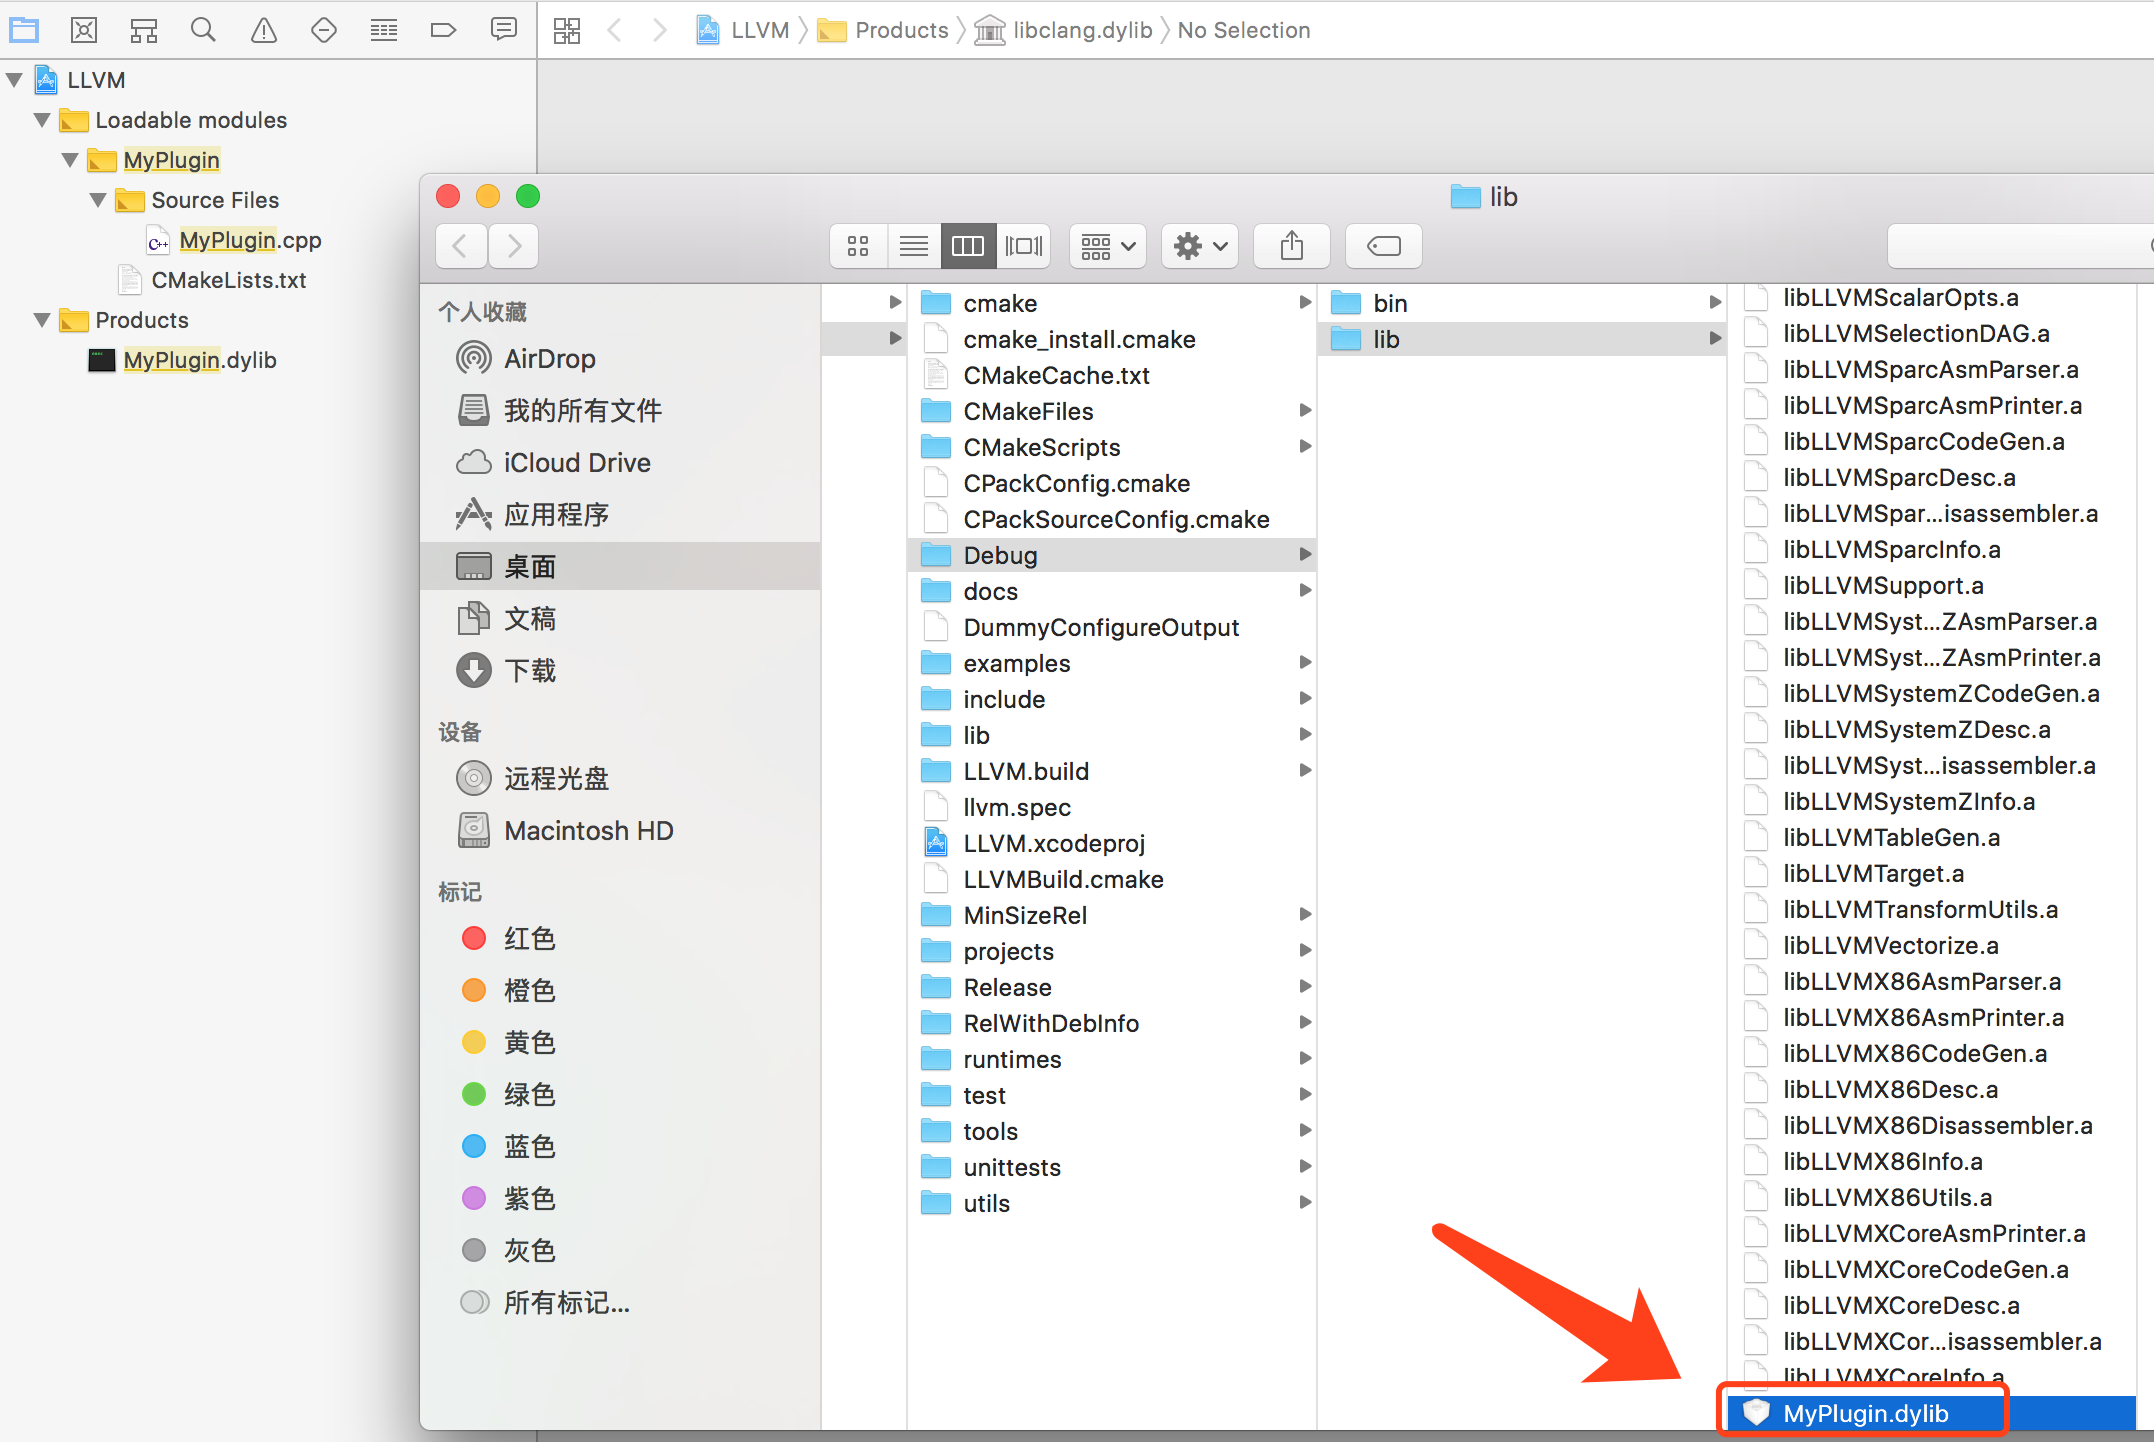 LLVM
Products
libclang.dylib
No Selection
LLVM
Loadable modules
MyPlugin
Source Files
MyPlugin.cpp
CMakeLists.txt
Products
MyPlugin.dylib
lib
个人收藏
AirDrop
我的所有文件
iCloud Drive
应用程序
桌面
文稿
下载
设备
远程光盘
Macintosh HD
标记
红色
橙色
黄色
绿色
蓝色
紫色
灰色
所有标记...
cmake
cmake_install.cmake
CMakeCache.txt
CMakeFiles
CMakeScripts
CPackConfig.cmake
CPackSourceConfig.cmake
Debug
docs
DummyConfigureOutput
examples
include
lib
LLVM.build
llvm.spec
LLVM.xcodeproj
LLVMBuild.cmake
MinSizeRel
projects
Release
RelWithDebInfo
runtimes
test
tools
unittests
utils
bin
lib
libLLVMScalarOpts.a
libLLVMSelectionDAG.a
libLLVMSparcAsmParser.a
libLLVMSparcAsmPrinter.a
libLLVMSparcCodeGen.a
libLLVMSparcDesc.a
libLLVMSpar...isassembler.a
libLLVMSparcInfo.a
libLLVMSupport.a
libLLVMSyst...ZAsmParser.a
libLLVMSyst...ZAsmPrinter.a
libLLVMSystemZCodeGen.a
libLLVMSystemZDesc.a
libLLVMSyst...isassembler.a
libLLVMSystemZInfo.a
libLLVMTableGen.a
libLLVMTarget.a
libLLVMTransformUtils.a
libLLVMVectorize.a
libLLVMX86AsmParser.a
libLLVMX86AsmPrinter.a
libLLVMX86CodeGen.a
libLLVMX86Desc.a
libLLVMX86Disassembler.a
libLLVMX86Info.a
libLLVMX86Utils.a
libLLVMXCoreAsmPrinter.a
libLLVMXCoreCodeGen.a
libLLVMXCoreDesc.a
libLLVMXCor...isassembler.a
libLLVMXCoreInfo.a
MyPlugin.dylib